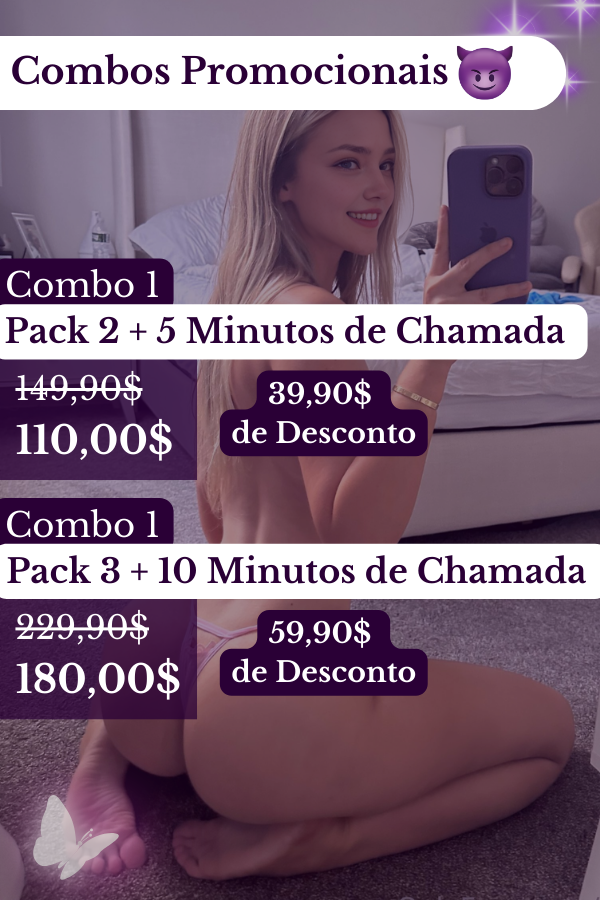 Combos Promocionais
Combo 1
Pack 2 + 5 Minutos de Chamada
149,90$
110,00$
39,90$
de Desconto
Combo 1
Pack 3 + 10 Minutos de Chamada
229,90$
180,00$
59,90$
de Desconto